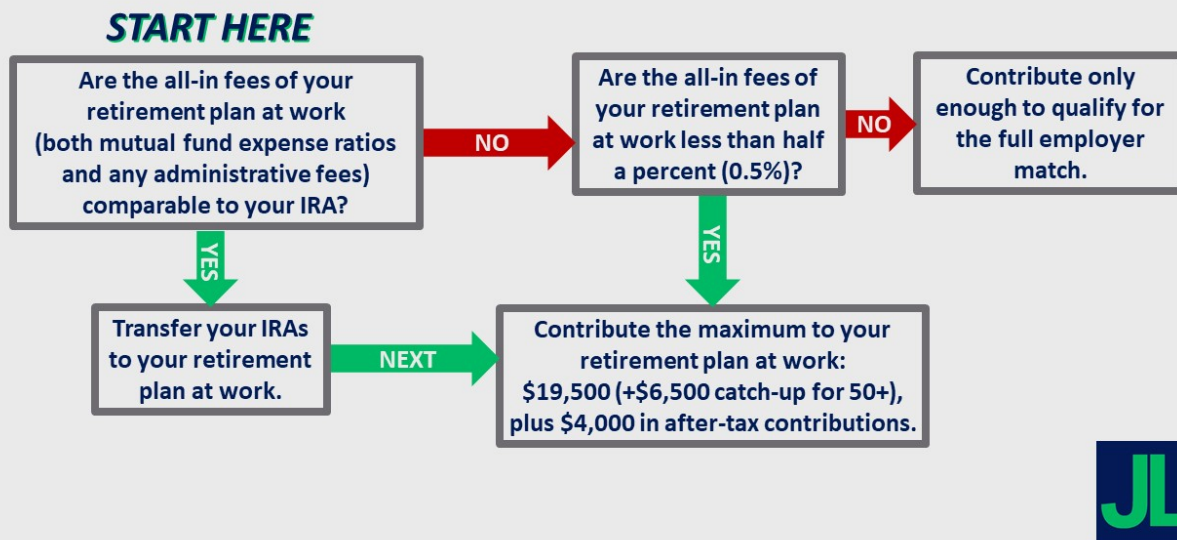 START HERE
Are the all-in fees of your
retirement plan at work
(both mutual fund expense ratios
and any administrative fees)
comparable to your IRA?
NO
Are the all-in fees of
your retirement plan
at work less than half
a percent (0.5%)?
NO
Contribute only
enough to qualify for
the full employer
match.
YES
YES
Transfer your IRAs
to your retirement
plan at work.
NEXT
Contribute the maximum to your
retirement plan at work:
$19,500 (+$6,500 catch-up for 50+),
plus $4,000 in after-tax contributions.
JL